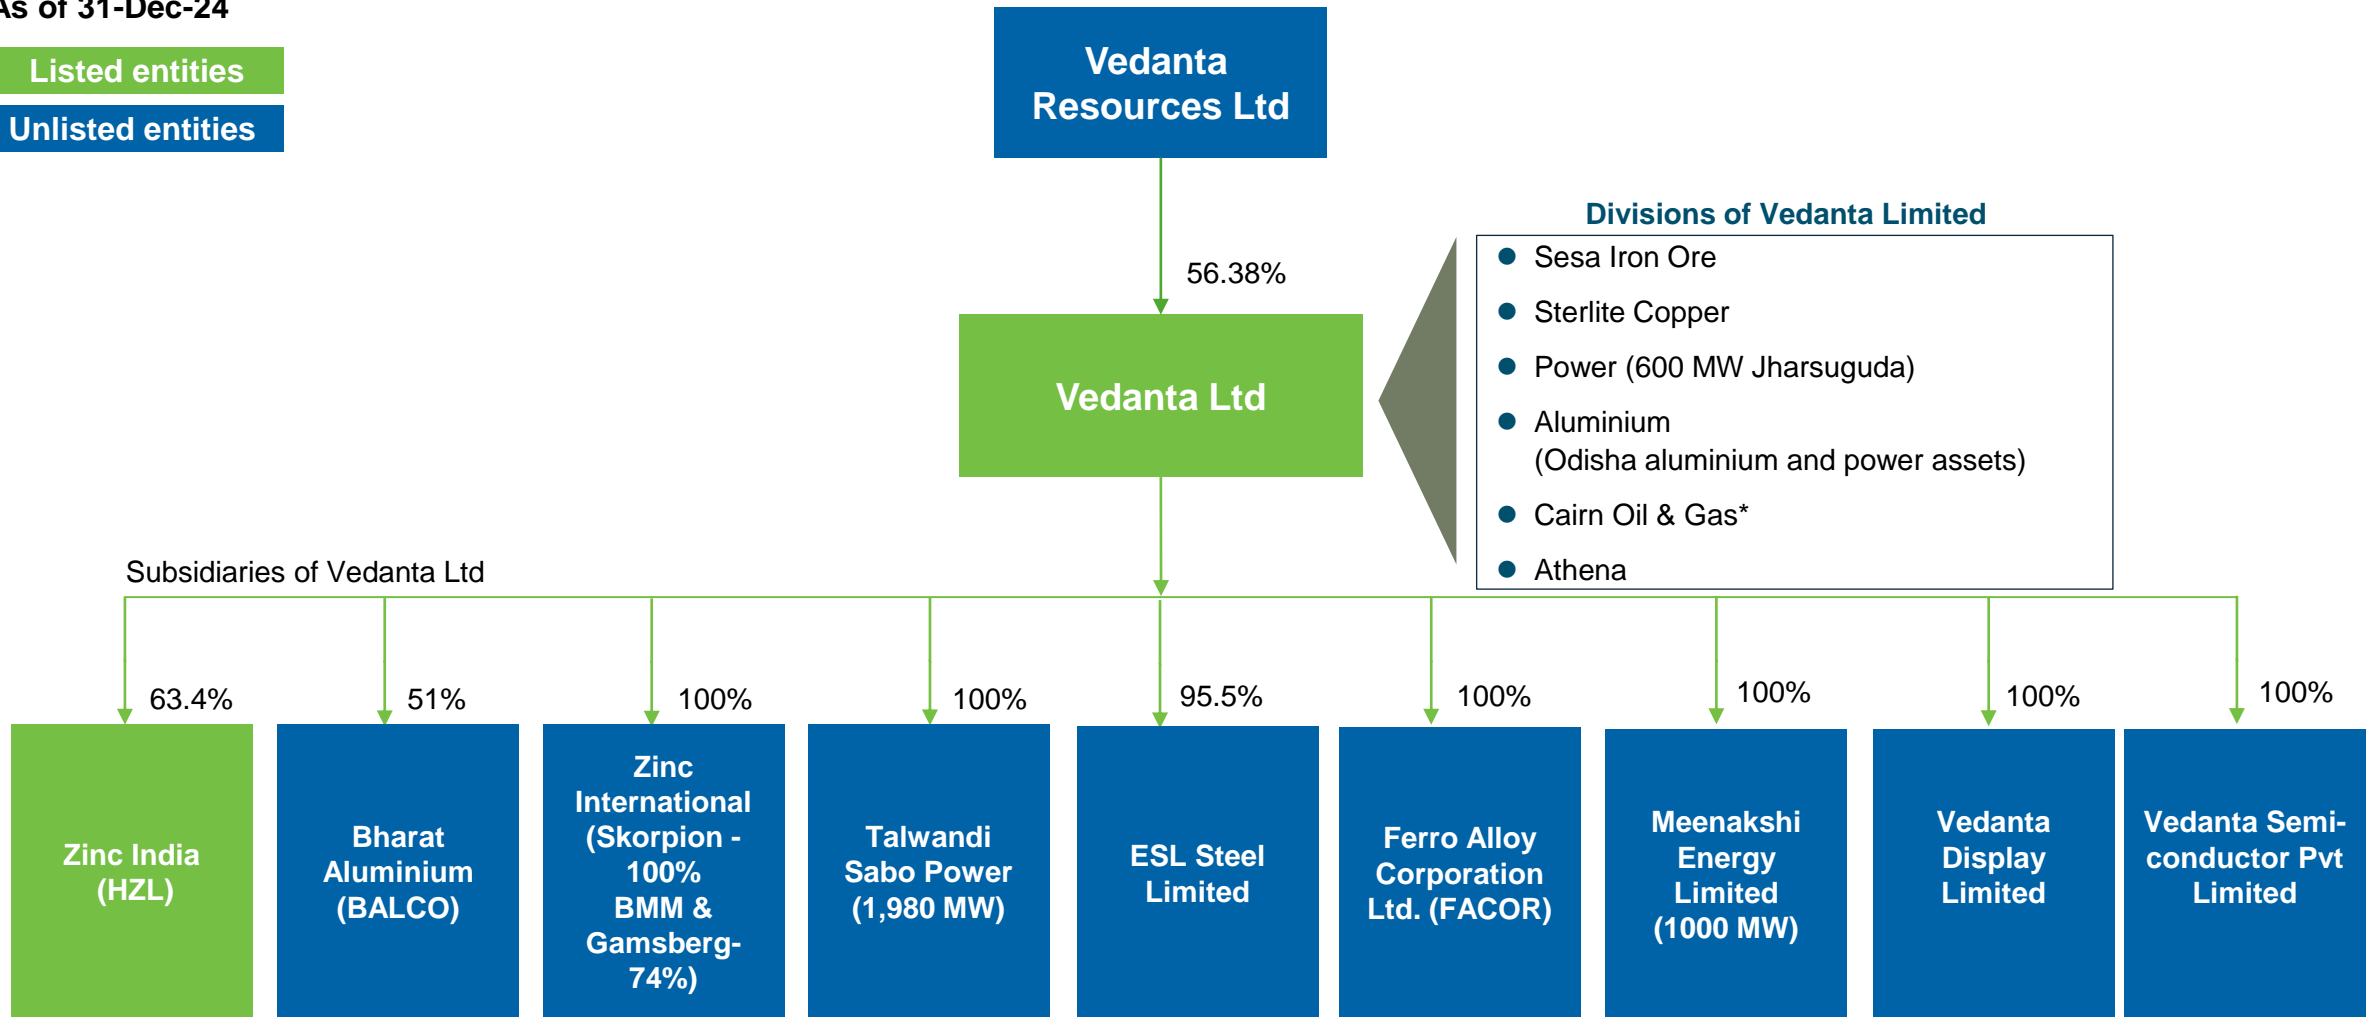 As of 31-Dec-24
Listed entities
Unlisted entities
Vedanta
Resources Ltd
56.38%
Vedanta Ltd
Divisions of Vedanta Limited
Sesa Iron Ore
Sterlite Copper
Power (600 MW Jharsuguda)
Aluminium
(Odisha aluminium and power assets)
Cairn Oil & Gas*
Athena
Subsidiaries of Vedanta Ltd
63.4%
51%
100%
100%
95.5%
100%
100%
100%
100%
Zinc India
(HZL)
Bharat
Aluminium
(BALCO)
Zinc
International
(Skorpion -
100%
BMM &
Gamsberg-
74%)
Talwandi
Sabo Power
(1,980 MW)
ESL Steel
Limited
Ferro Alloy
Corporation
Ltd. (FACOR)
Meenakshi
Energy
Limited
(1000 MW)
Vedanta
Display
Limited
Vedanta Semi-
conductor Pvt
Limited